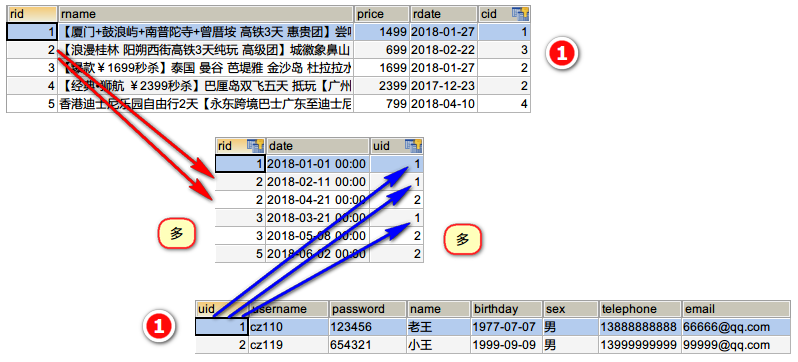 rid rname price rdate cid
1 【厦门+鼓浪屿+南普陀寺+曾厝垵 高铁3天 惠贵团】尝 1499 2018-01-27 1
2 【浪漫桂林 阳朔西街高铁3天纯玩 高级团】城徽象鼻山 699 2018-02-22 3
3 【爆款￥1699秒杀】泰国 曼谷 芭堤雅 金沙岛 杜拉拉水 1699 2018-01-27 2
4 【经典•狮航 ￥2399秒杀】巴厘岛双飞五天 抵玩【广州 2399 2017-12-23 2
5 香港迪士尼乐园自由行2天【永东跨境巴士广东至迪士尼 799 2018-04-10 4
1
rid date uid
1 2018-01-01 00:00 1
2 2018-02-11 00:00 1
2 2018-04-21 00:00 2
3 2018-03-21 00:00 1
3 2018-05-08 00:00 2
5 2018-06-02 00:00 2
多
多
uid username password name birthday sex telephone email
1 cz110 123456 老王 1977-07-07 男 13888888888 66666@qq.com
2 cz119 654321 小王 1999-09-09 男 13999999999 99999@qq.com
1